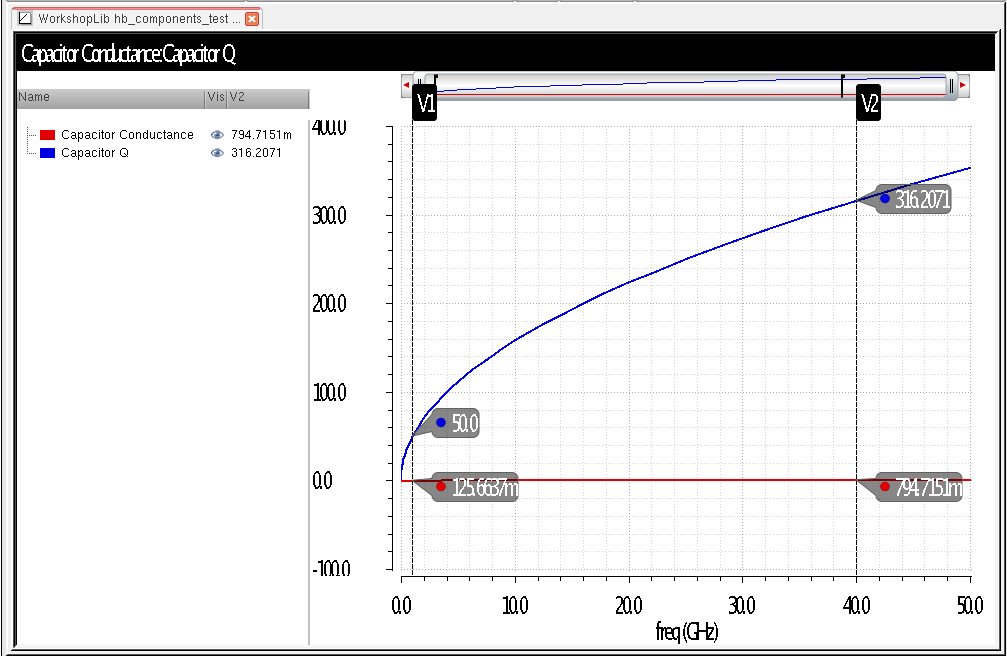 WorkshopLib hb_components_test ...
Capacitor Conductance:Capacitor Q
Name Vis V2
Capacitor Conductance 794.7151m
Capacitor Q 316.2071
V1
V2
400.0
300.0
200.0
100.0
0.0
-100.0
316.2071
50.0
125.6637m
794.7151m
0.0 10.0 20.0 30.0 40.0 50.0
freq (GHz)